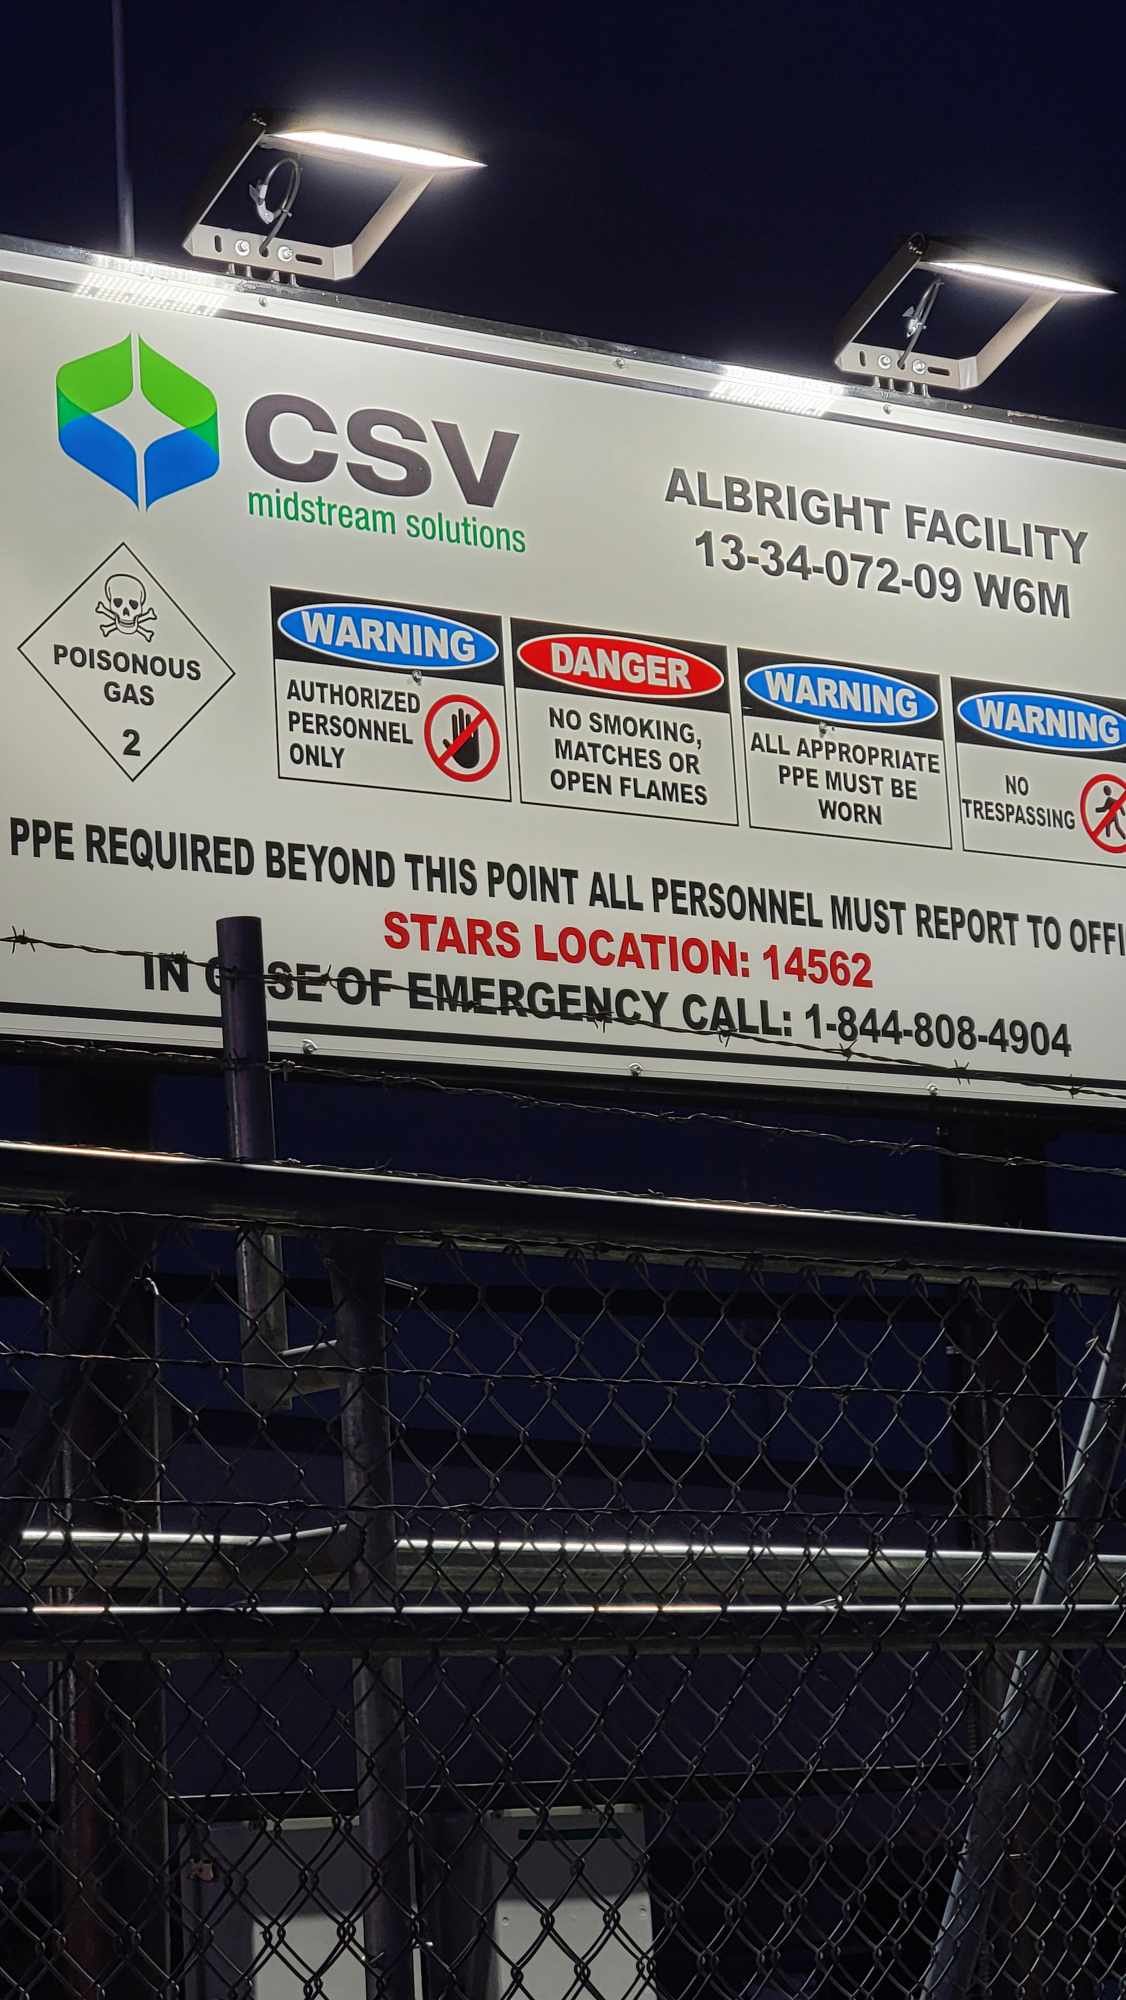 CSV
midstream solutions
ALBRIGHT FACILITY
13-34-072-09 W6M
POISONOUS
GAS
2
WARNING
AUTHORIZED
PERSONNEL
ONLY
DANGER
NO SMOKING,
MATCHES OR
OPEN FLAMES
WARNING
ALL APPROPRIATE
PPE MUST BE
WORN
WARNING
NO
TRESPASSING
PPE REQUIRED BEYOND THIS POINT ALL PERSONNEL MUST REPORT TO
STARS LOCATION: 14562
IN CASE OF EMERGENCY CALL: 1-844-808-4904